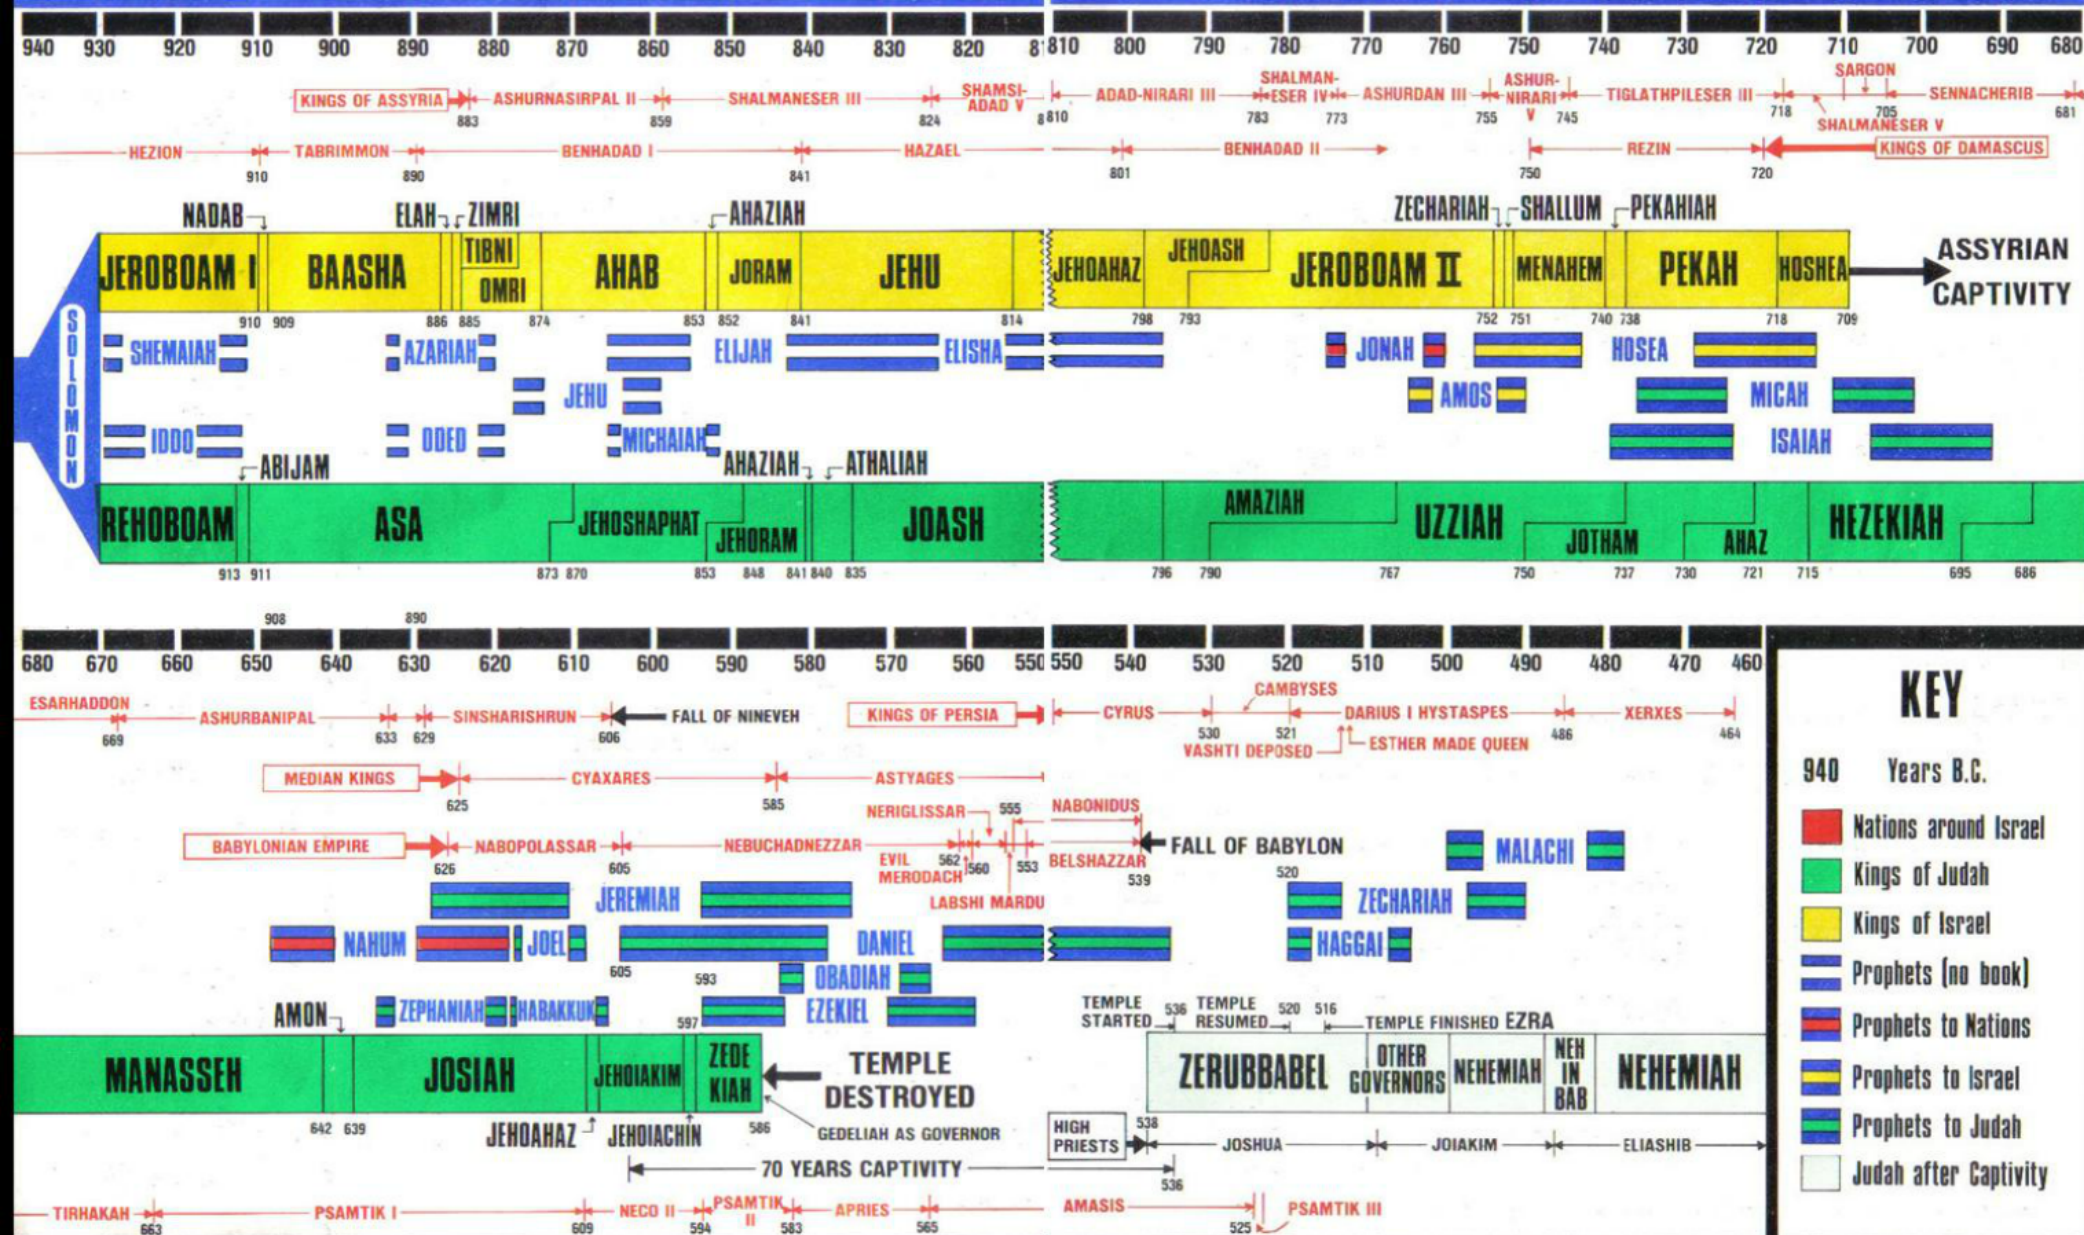 940 930 920 910 900 890 880 870 860 850 840 830 820 81 810 800 790 780 770 760 750 740 730 720 710 700 690 680
KINGS OF ASSYRIA ASHURNASIRPAL II SHALMANESER III SHAMSI-
ADAD V ADAD-NIRARI III SHALMAN-
ESER IV ASHURDAN III ASHUR-
NIRARI
V TIGLATHPILESER III SARGON SENNACHERIB
883 859 824 8 810 783 773 755 745 718 705 681
SHALMANESER V
HEZION TABRIMMON BENHADAD I HAZAEL BENHADAD II REZIN KINGS OF DAMASCUS
910 890 841 801 750 720
NADAB ELAH ZIMRI AHAZIAH ZECHARIAH SHALLUM PEKAHIAH
JEROBOAM I BAASHA TIBNI OMRI AHAB JORAM JEHU JEHOAHAZ JEHOASH JEROBOAM II MENAHEM PEKAH HOSHEA ASSYRIAN
CAPTIVITY
SOLOMON
910 909 886 885 874 853 852 841 814 798 793 752 751 740 738 718 709
SHEMAIAH AZARIAH ELIJAH ELISHA JONAH HOSEA
JEHU AMOS MICAH
IDDO ODED MICHAIAH ISAIAH
ABIJAM AHAZIAH ATHALIAH
REHOBOAM ASA JEHOSHAPHAT JEHORAM JOASH AMAZIAH UZZIAH JOTHAM AHAZ HEZEKIAH
913 911 873 870 853 848 841 840 835 796 790 767 750 737 730 721 715 695 686
908 890
680 670 660 650 640 630 620 610 600 590 580 570 560 550 550 540 530 520 510 500 490 480 470 460
ESARHADDON ASHURBANIPAL SINSHARISHRUN FALL OF NINEVEH KINGS OF PERSIA CYRUS CAMBYSES DARIUS I HYSTASPES XERXES
669 633 629 606 530 521 486 464
VASHTI DEPOSED ESTHER MADE QUEEN
MEDIAN KINGS CYAXARES ASTYAGES
625 585
NERIGLISSAR 555 NABONIDUS
BABYLONIAN EMPIRE NABOPOLASSAR NEBUCHADNEZZAR FALL OF BABYLON
626 605 EVIL
MERODACH 562 560 553 BELSHAZZAR
539
LABSHI MARDU
MALACHI
520
JEREMIAH ZECHARIAH
NAHUM JOEL DANIEL HAGGAI
605 593
OBADIAH
ZEPHANIAH HABAKKUK EZEKIEL
AMON 597
TEMPLE
STARTED 536 TEMPLE
RESUMED 520 516 TEMPLE FINISHED EZRA
MANASSEH JOSIAH JEHOIAKIM ZEDE
KIAH TEMPLE
DESTROYED ZERUBBABEL OTHER
GOVERNORS NEHEMIAH NEH
IN
BAB NEHEMIAH
642 639 JEHOAHAZ JEHOIACHIN 586 GEDELIAH AS GOVERNOR
HIGH
PRIESTS 538 JOSHUA JOIAKIM ELIASHIB
70 YEARS CAPTIVITY
536
TIRHAKAH PSAMTIK I NECO II PSAMTIK
II APRIES AMASIS PSAMTIK III
663 609 594 583 565 525
KEY
940 Years B.C.
Nations around Israel
Kings of Judah
Kings of Israel
Prophets (no book)
Prophets to Nations
Prophets to Israel
Prophets to Judah
Judah after Captivity